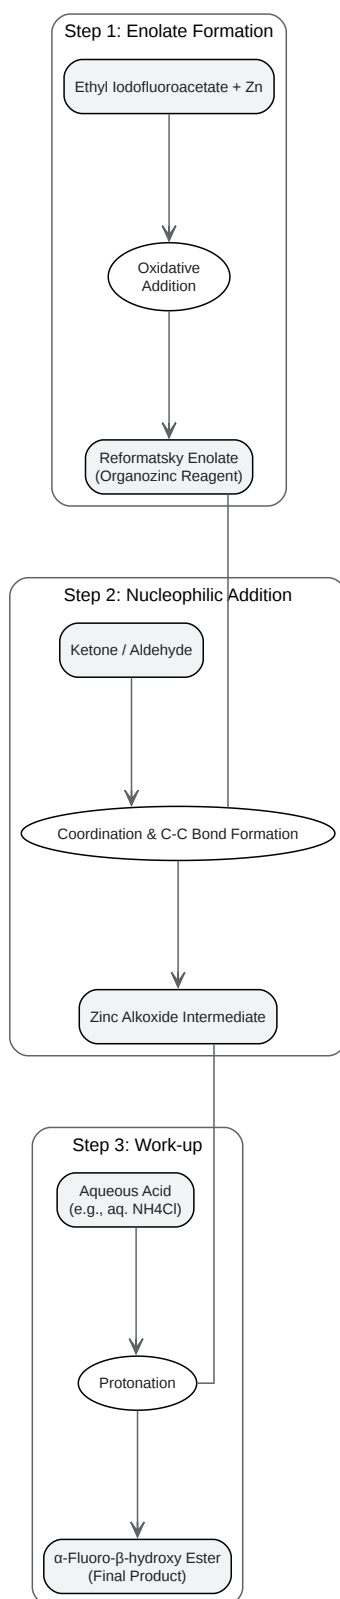 Step 1: Enolate Formation
Ethyl Iodofluoroacetate + Zn
Oxidative
Addition
Reformatsky Enolate
(Organozinc Reagent)
Step 2: Nucleophilic Addition
Ketone / Aldehyde
Coordination & C-C Bond Formation
Zinc Alkoxide Intermediate
Step 3: Work-up
Aqueous Acid
(e.g., aq. NH4Cl)
Protonation
α-Fluoro-β-hydroxy Ester
(Final Product)